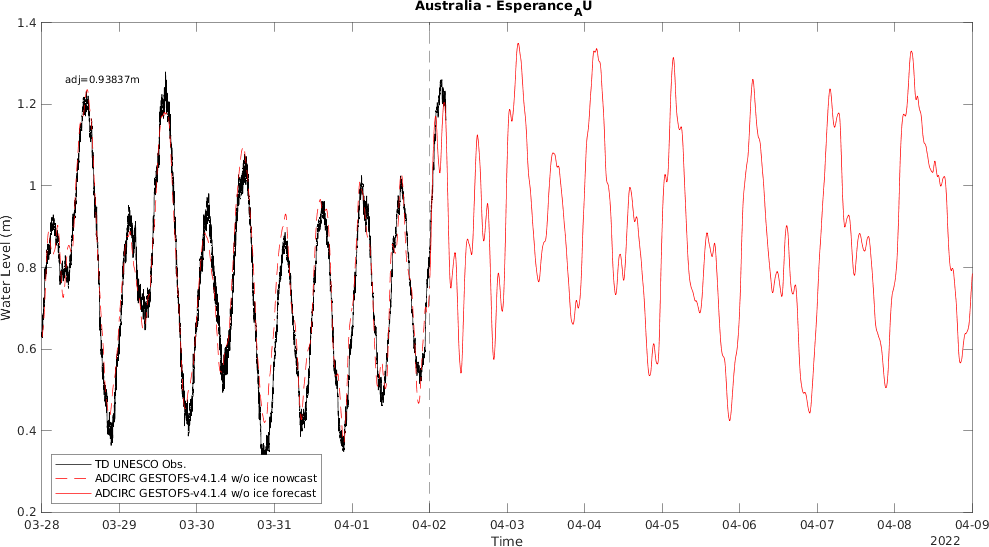 Australia - Esperance_AU
1.4
adj=0.93837m
1.2
1
0.8
0.6
0.4
0.2
Water Level (m)
TD UNESCO Obs.
ADCIRC GESTOFS-v4.1.4 w/o ice nowcast
ADCIRC GESTOFS-v4.1.4 w/o ice forecast
03-28 03-29 03-30 03-31 04-01 04-02 04-03 04-04 04-05 04-06 04-07 04-08 04-09
Time
2022